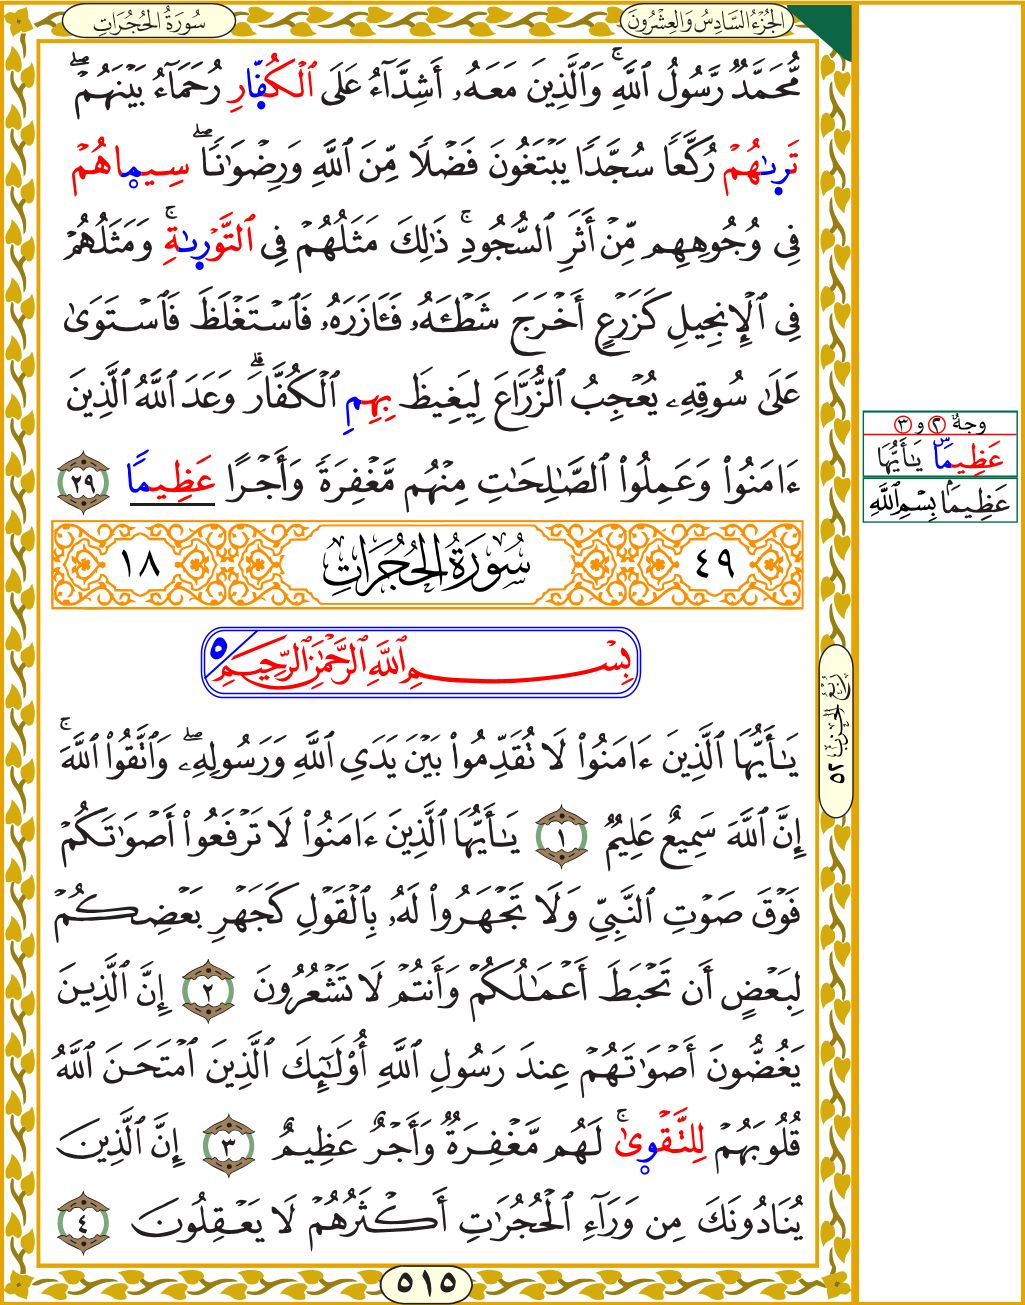 سُورَةُ الحُجُرَاتِ
الجُزْءُ السَّادِسُ وَالعِشْرُونَ
مُّحَمَّدٌ رَّسُولُ ٱللَّهِۚ وَٱلَّذِينَ مَعَهُۥ أَشِدَّآءُ عَلَى ٱلْكُفّ۪ارِ رُحَمَآءُ بَيْنَهُمْۖ
تَر۪ىٰهُمْ رُكَّعٗا سُجَّدٗا يَبْتَغُونَ فَضْلٗا مِّنَ ٱللَّهِ وَرِضْوَٰنٗاۖ سِيم۪اهُمْ
فِي وُجُوهِهِم مِّنْ أَثَرِ ٱلسُّجُودِۚ ذَٰلِكَ مَثَلُهُمْ فِي ٱلتَّوْر۪ىٰةِۚ وَمَثَلُهُمْ
فِي ٱلْإِنجِيلِ كَزَرْعٍ أَخْرَجَ شَطْـَٔهُۥ فَـَٔازَرَهُۥ فَٱسْتَغْلَظَ فَٱسْتَوَىٰ
عَلَىٰ سُوقِهِۦ يُعْجِبُ ٱلزُّرَّاعَ لِيَغِيظَ بِهِمِ ٱلْكُفَّارَۗ وَعَدَ ٱللَّهُ ٱلَّذِينَ
ءَامَنُوا۟ وَعَمِلُوا۟ ٱلصَّٰلِحَٰتِ مِنْهُم مَّغْفِرَةٗ وَأَجْرًا عَظِيمًا ٢٩
وجهٌ ٢ و ٣
عَظِيمًا يَٰٓأَيُّهَا
عَظِيمًا بِسْمِ ٱللَّهِ
٤٩ سُورَةُ الحُجُرَاتِ ١٨
بِسْمِ ٱللَّهِ ٱلرَّحْمَٰنِ ٱلرَّحِيمِ ٥
يَٰٓأَيُّهَا ٱلَّذِينَ ءَامَنُوا۟ لَا تُقَدِّمُوا۟ بَيْنَ يَدَيِ ٱللَّهِ وَرَسُولِهِۦۖ وَٱتَّقُوا۟ ٱللَّهَۚ
إِنَّ ٱللَّهَ سَمِيعٌ عَلِيمٌ ١ يَٰٓأَيُّهَا ٱلَّذِينَ ءَامَنُوا۟ لَا تَرْفَعُوا۟ أَصْوَٰتَكُمْ
فَوْقَ صَوْتِ ٱلنَّبِيِّ وَلَا تَجْهَرُوا۟ لَهُۥ بِٱلْقَوْلِ كَجَهْرِ بَعْضِكُمْ
لِبَعْضٍ أَن تَحْبَطَ أَعْمَٰلُكُمْ وَأَنتُمْ لَا تَشْعُرُونَ ٢ إِنَّ ٱلَّذِينَ
يَغُضُّونَ أَصْوَٰتَهُمْ عِندَ رَسُولِ ٱللَّهِ أُو۟لَٰٓئِكَ ٱلَّذِينَ ٱمْتَحَنَ ٱللَّهُ
قُلُوبَهُمْ لِلتَّقْو۪ىٰۚ لَهُم مَّغْفِرَةٌ وَأَجْرٌ عَظِيمٌ ٣ إِنَّ ٱلَّذِينَ
يُنَادُونَكَ مِن وَرَآءِ ٱلْحُجُرَٰتِ أَكْثَرُهُمْ لَا يَعْقِلُونَ ٤
رُبْعُ الحِزْب ٥٢
٥١٥